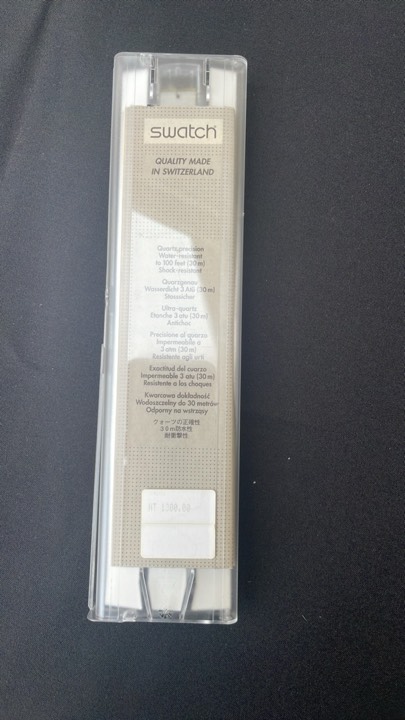 swatch
QUALITY MADE
IN SWITZERLAND
Quartzprecision
Water-resistant
to 100 feet (30 m)
Shock-resistant
Quarzgenau
Wasserdicht 3 Atü (30 m)
Stossicher
Ultra-quartz
Etanche 3 atu (30 m)
Antichoc
Precisione al quarzo
Impermeabile a
3 atm (30 m)
Resistente agli urti
Exactitud del cuarzo
Impermeable 3 atu (30 m)
Resistente a los choques
Kwarcowa dokładność
Wodoszczelny do 30 metrów
Odporny na wstrząsy
クォーツの正確性
30m防水性
耐衝撃性